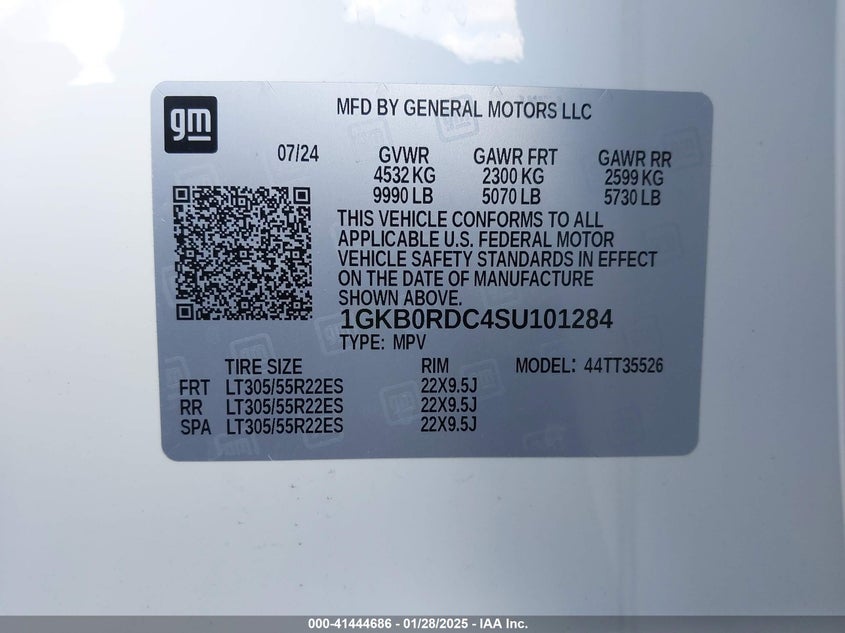 gm
MFD BY GENERAL MOTORS LLC
07/24 GVWR GAWR FRT GAWR RR
4532 KG 2300 KG 2599 KG
9990 LB 5070 LB 5730 LB
THIS VEHICLE CONFORMS TO ALL
APPLICABLE U.S. FEDERAL MOTOR
VEHICLE SAFETY STANDARDS IN EFFECT
ON THE DATE OF MANUFACTURE
SHOWN ABOVE.
1GKB0RDC4SU101284
TYPE: MPV
TIRE SIZE RIM MODEL: 44TT35526
FRT LT305/55R22ES 22X9.5J
RR LT305/55R22ES 22X9.5J
SPA LT305/55R22ES 22X9.5J
000-41444686 - 01/28/2025 - IAA Inc.